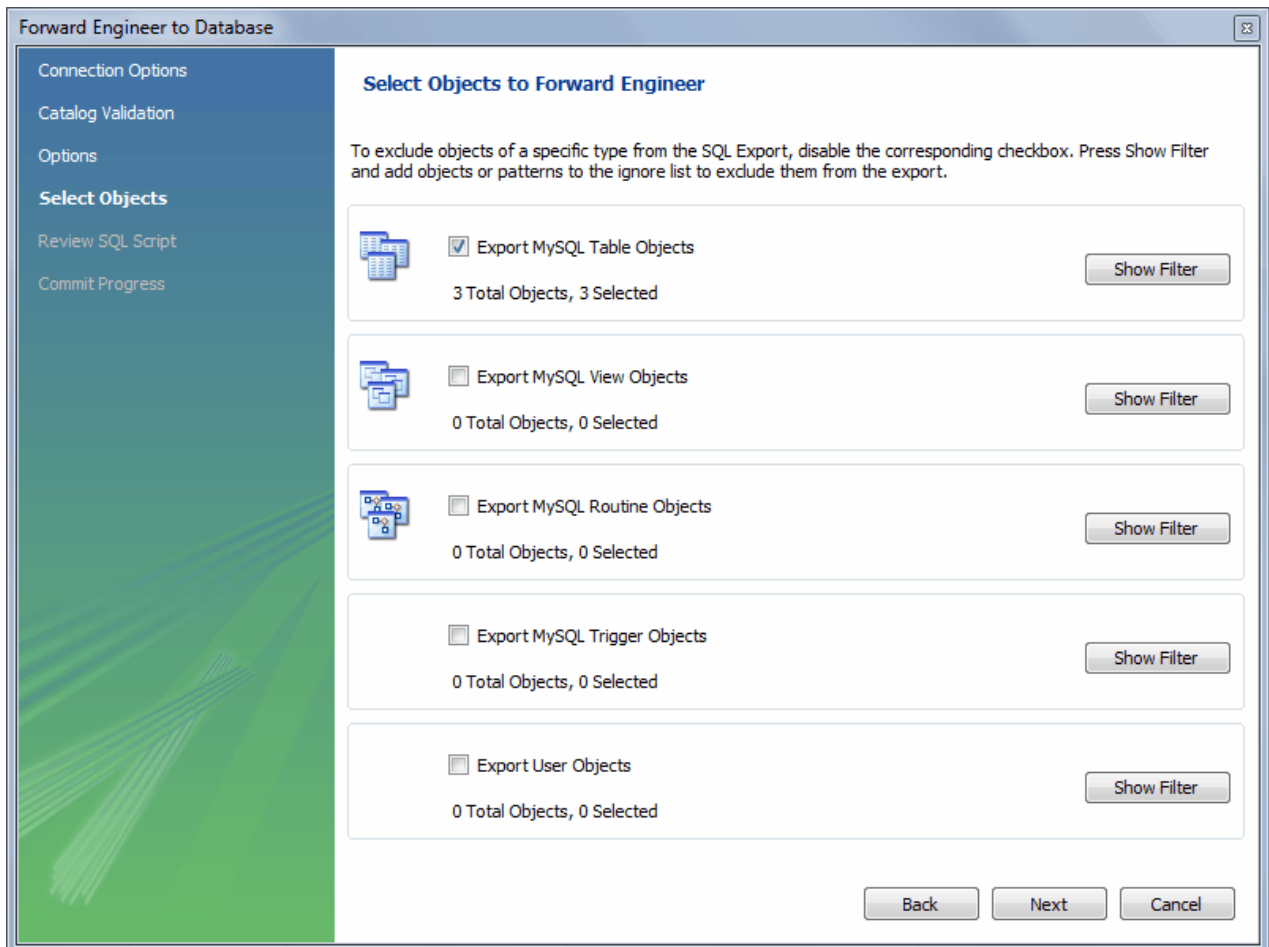 Forward Engineer to Database
Connection Options
Catalog Validation
Options
Select Objects
Review SQL Script
Commit Progress
Select Objects to Forward Engineer
To exclude objects of a specific type from the SQL Export, disable the corresponding checkbox. Press Show Filter
and add objects or patterns to the ignore list to exclude them from the export.
Export MySQL Table Objects
3 Total Objects, 3 Selected
Show Filter
Export MySQL View Objects
0 Total Objects, 0 Selected
Show Filter
Export MySQL Routine Objects
0 Total Objects, 0 Selected
Show Filter
Export MySQL Trigger Objects
0 Total Objects, 0 Selected
Show Filter
Export User Objects
0 Total Objects, 0 Selected
Show Filter
Back
Next
Cancel